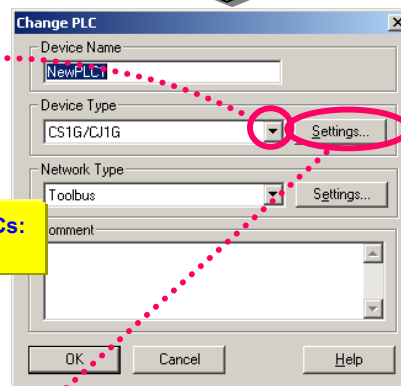 Change PLC
Device Name
NewPLC1
Device Type
CS1G/CJ1G
Settings...
Network Type
Toolbus
Settings...
Cs:
omment
OK
Cancel
Help